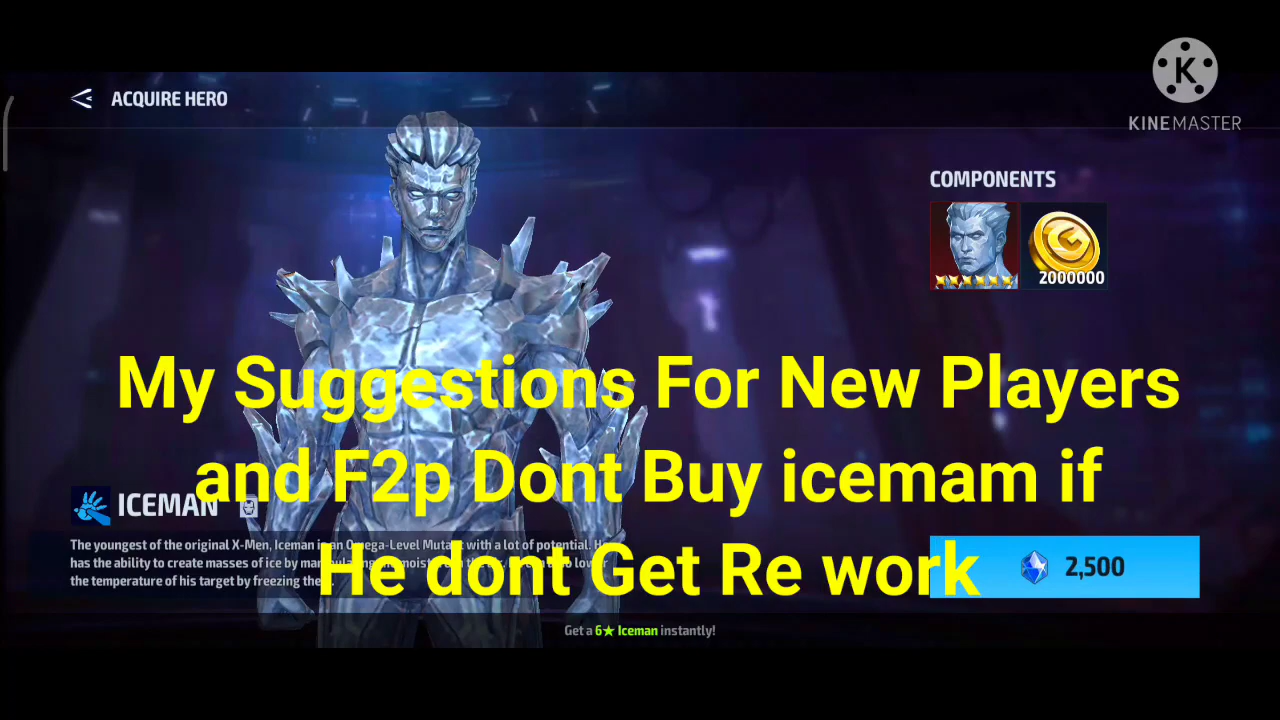 K
KINEMASTER
ACQUIRE HERO
COMPONENTS
2000000
My Suggestions For New Players
and F2p Dont Buy icemam if
He dont Get Re work
ICEMAN
The youngest of the original X-Men, Iceman is an Omega-Level Mutant with a lot of potential. H
has the ability to create masses of ice by
the temperature of his target by freezing the
2,500
Get a 6★ Iceman instantly!